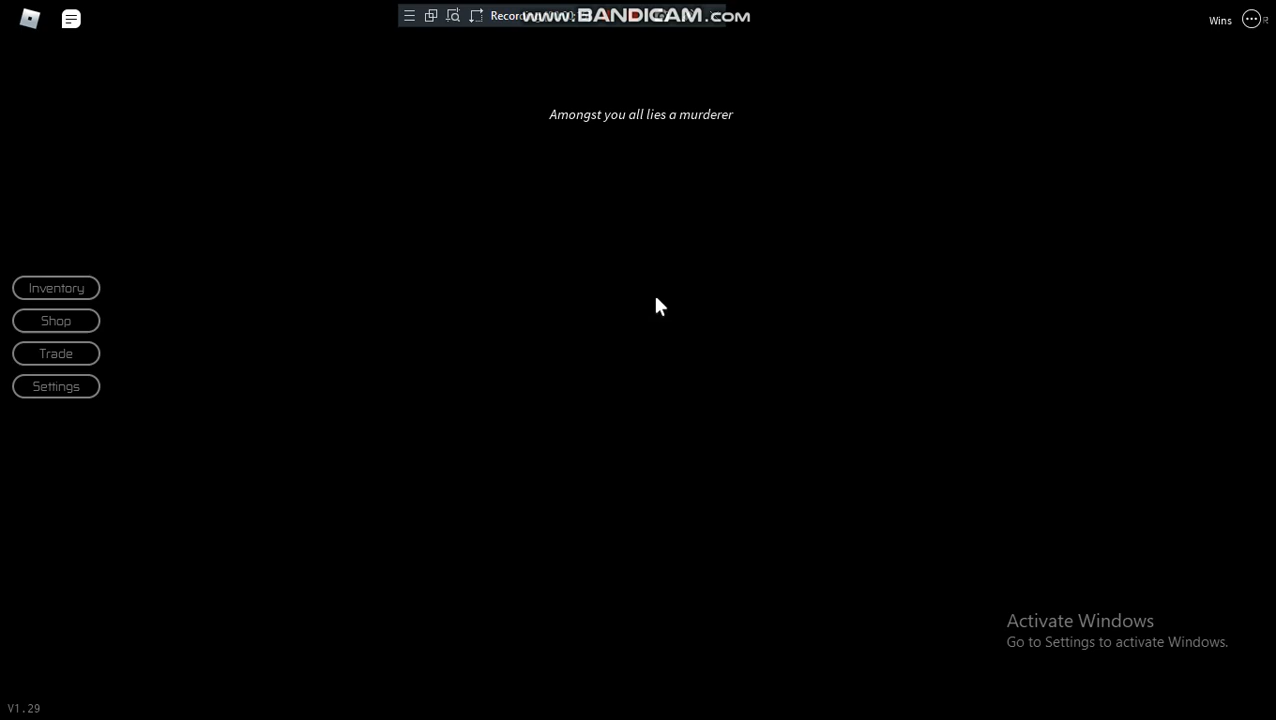 Record
WWW.BANDICAM.COM
Wins
Amongst you all lies a murderer
Inventory
Shop
Trade
Settings
Activate Windows
Go to Settings to activate Windows.
V1.29